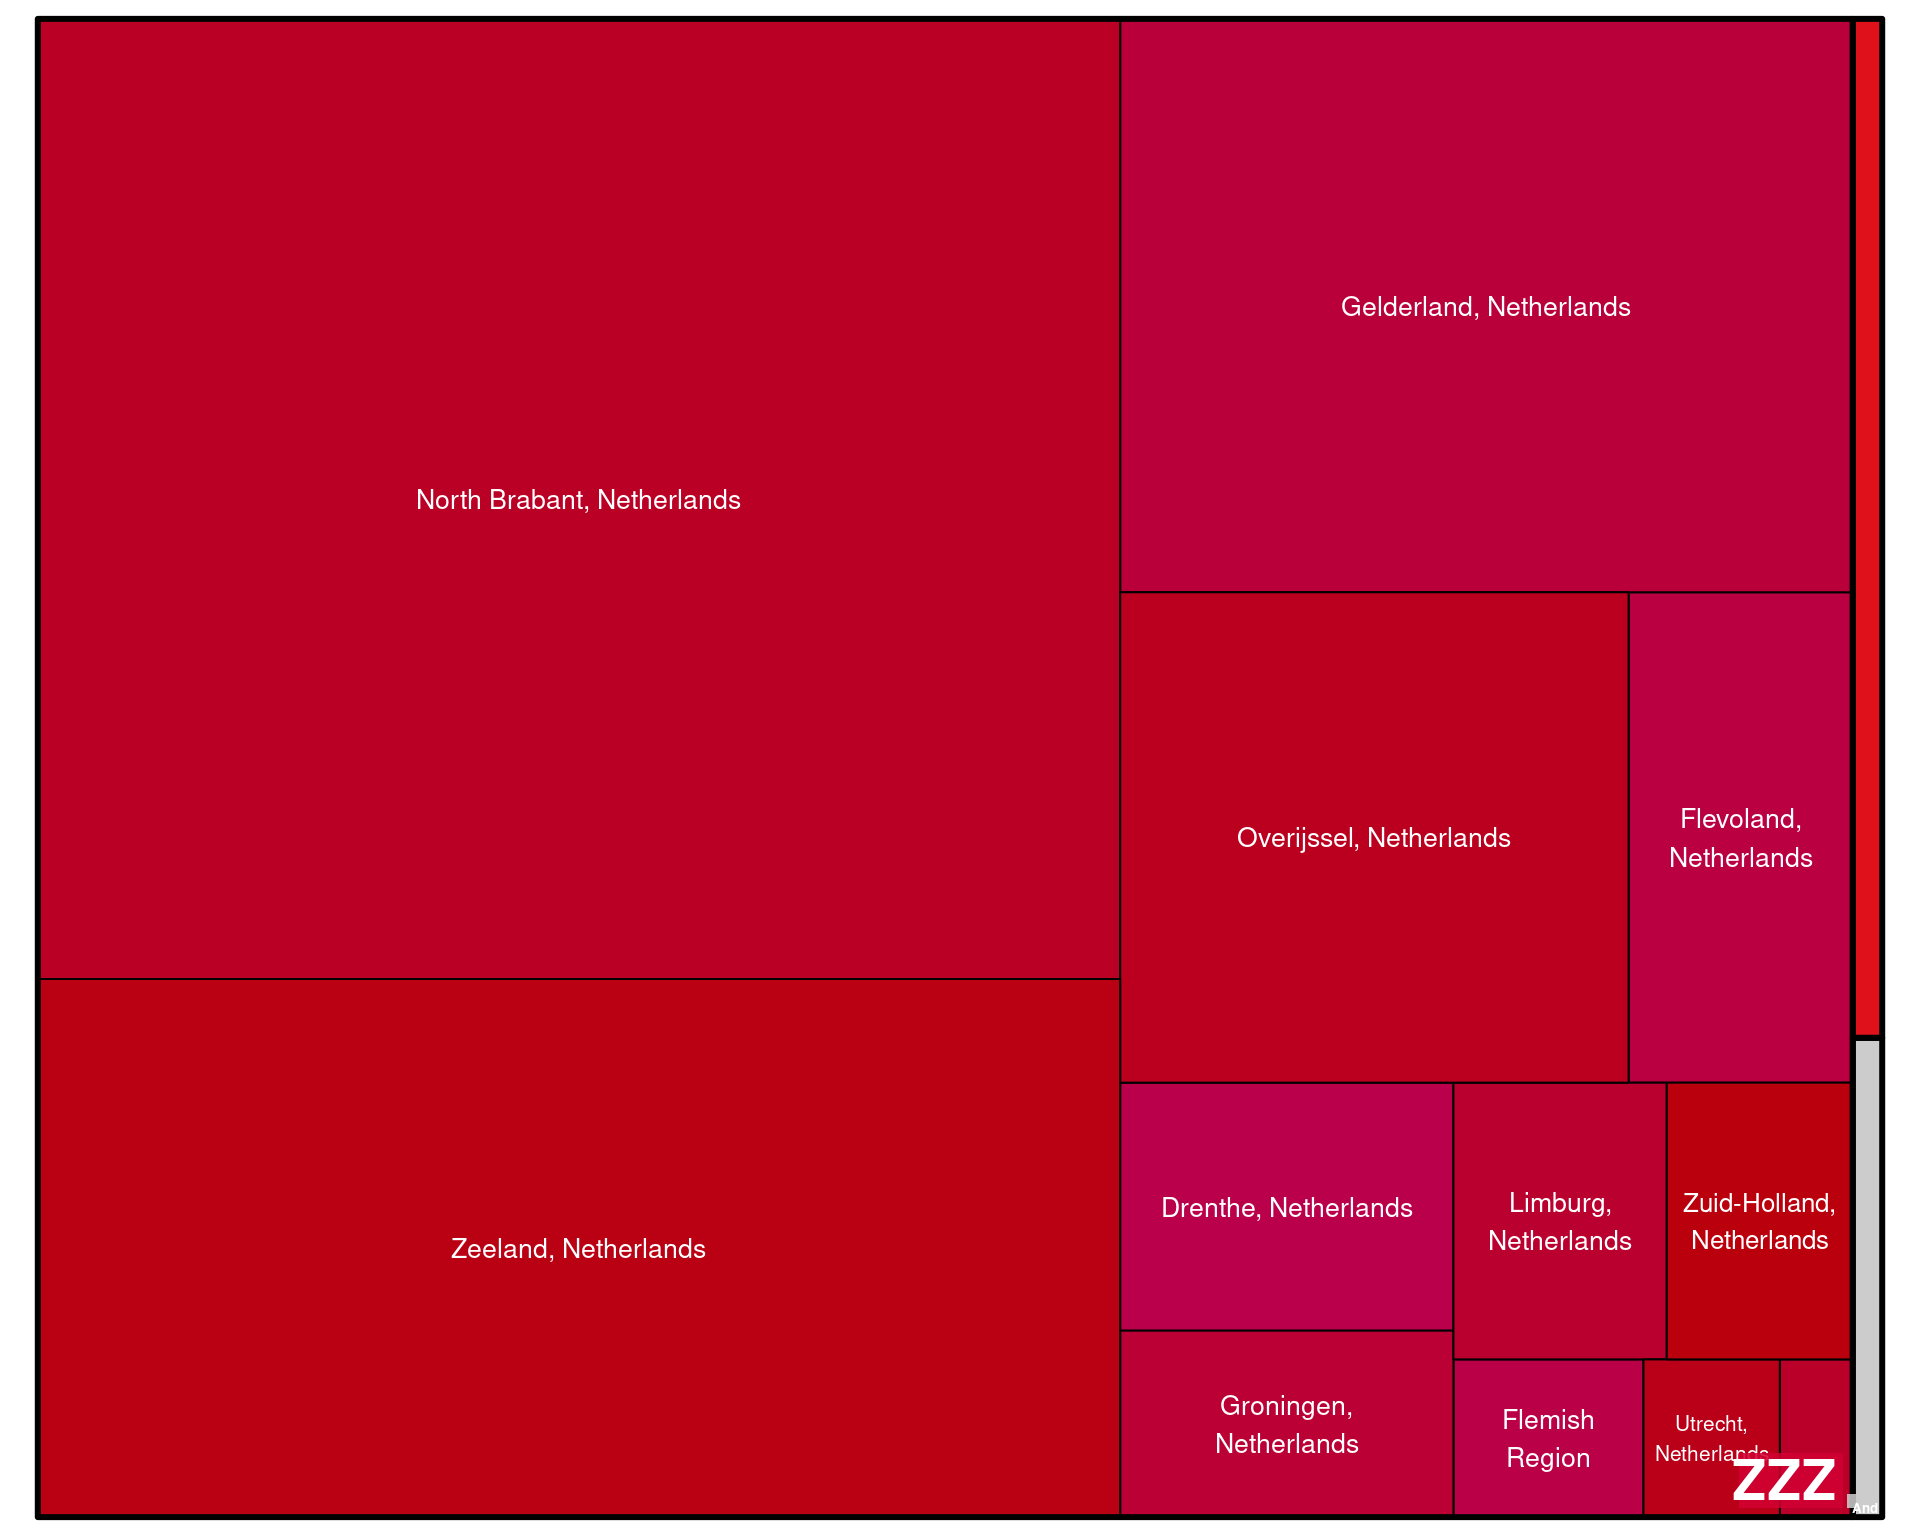 North Brabant, Netherlands
Gelderland, Netherlands
Overijssel, Netherlands
Flevoland,
Netherlands
Zeeland, Netherlands
Drenthe, Netherlands
Limburg,
Netherlands
Zuid-Holland,
Netherlands
Groningen,
Netherlands
Flemish
Region
Utrecht,
Netherlands
ZZZ
And